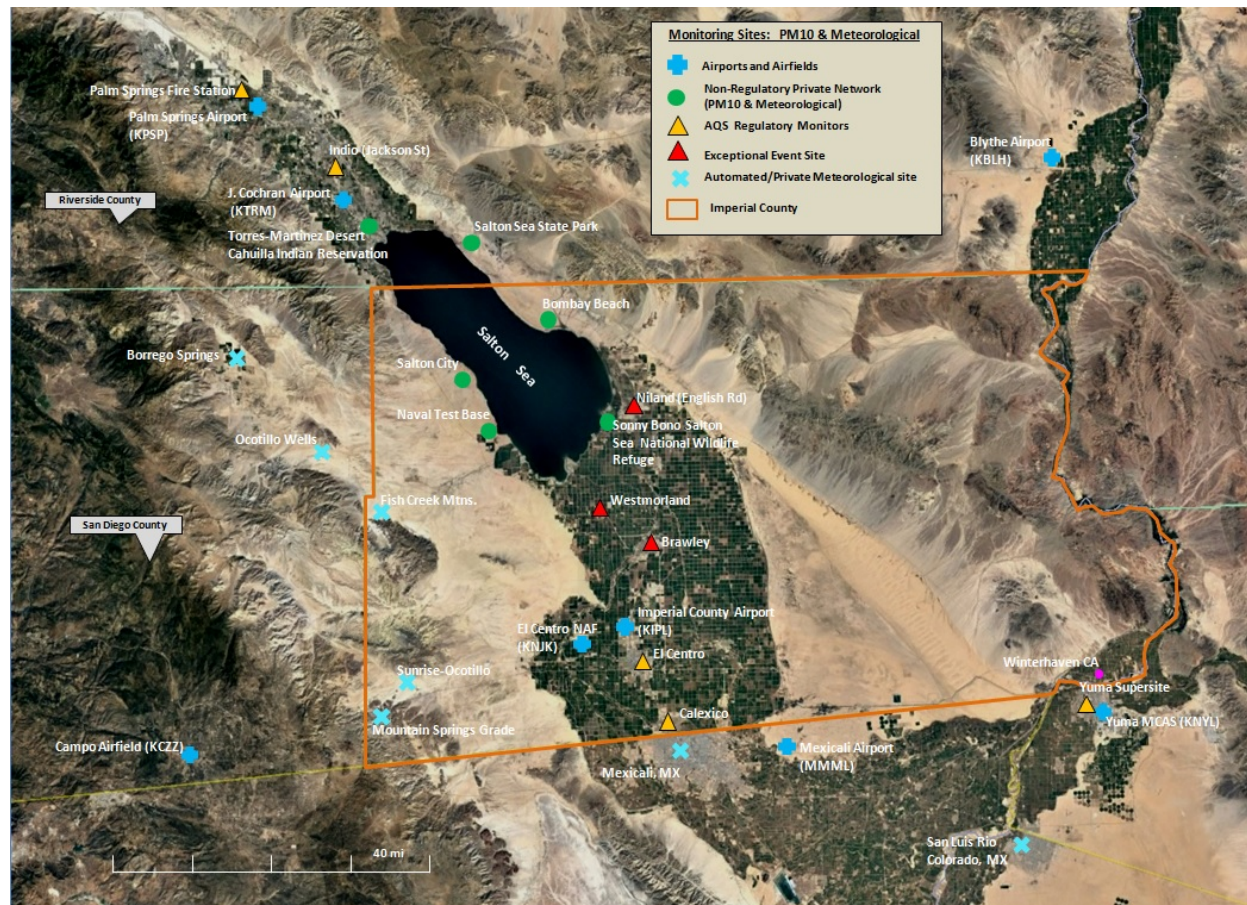 Monitoring Sites: PM10 & Meteorological
Airports and Airfields
Non-Regulatory Private Network
(PM10 & Meteorological)
AQS Regulatory Monitors
Exceptional Event Site
Automated/Private Meteorological site
Imperial County
Palm Springs Fire Station
Palm Springs Airport
(KPSP)
Indio (Jackson St)
J. Cochran Airport
(KTRM)
Riverside County
Torres-Martinez Desert
Cahuilla Indian Reservation
Salton Sea State Park
Blythe Airport
(KBLH)
Bombay Beach
Salton Sea
Borrego Springs
Salton City
Naval Test Base
Niland (English Rd)
Sonny Bono Salton
Sea National Wildlife
Refuge
Ocotillo Wells
Fish Creek Mtns.
Westmorland
San Diego County
Brawley
Imperial County Airport
(KIPL)
El Centro NAF
(KNJK)
El Centro
Sunrise-Ocotillo
Winterhaven CA
Yuma Supersite
Yuma MCAS (KNYL)
Calexico
Mountain Springs Grade
Campo Airfield (KCZZ)
Mexicali, MX
Mexicali Airport
(MMML)
San Luis Rio
Colorado, MX
40 mi